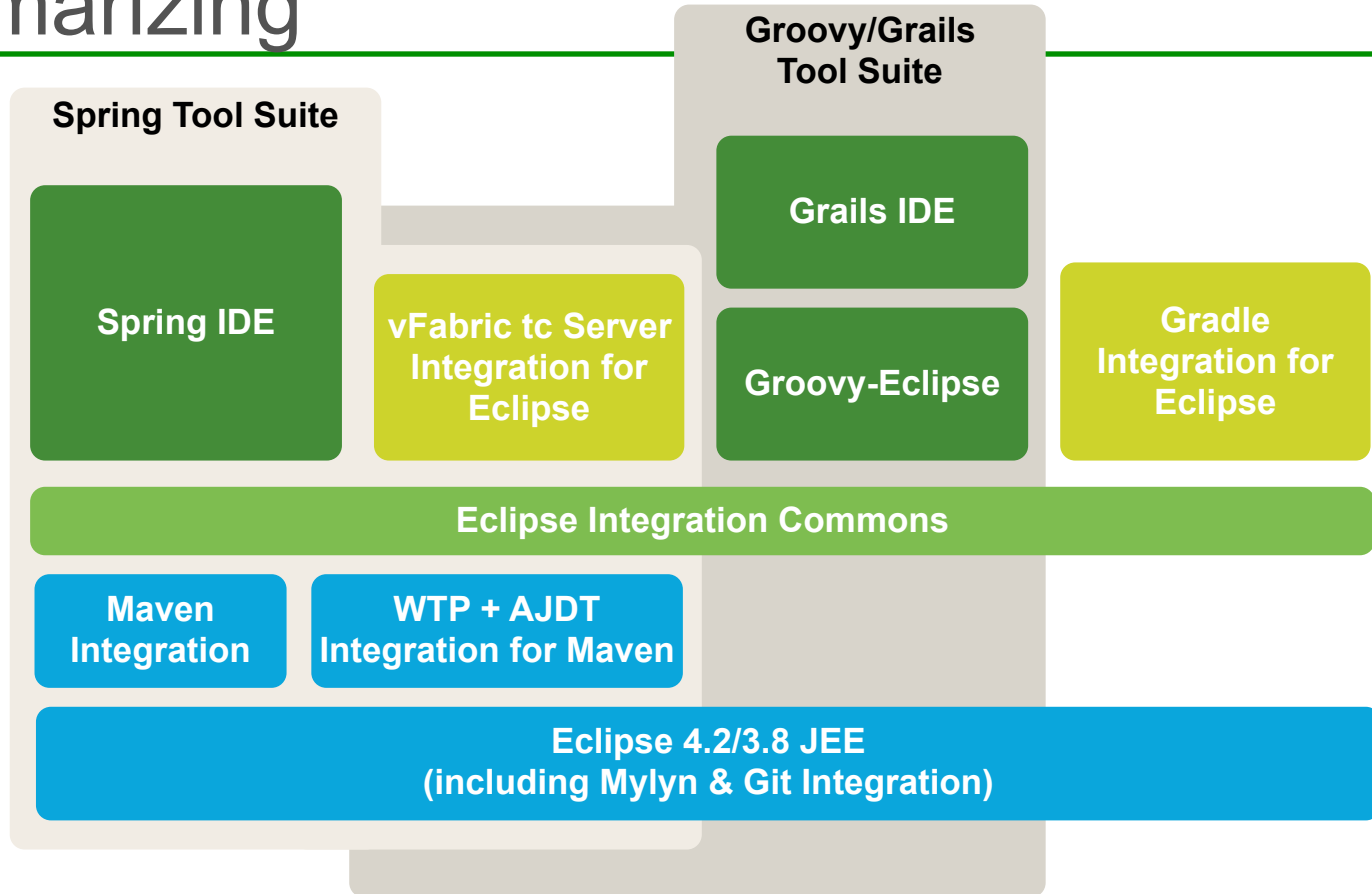 Groovy/Grails
Tool Suite
Spring Tool Suite
Grails IDE
Spring IDE
vFabric tc Server
Integration for
Eclipse
Groovy-Eclipse
Gradle
Integration for
Eclipse
Eclipse Integration Commons
Maven
Integration
WTP + AJDT
Integration for Maven
Eclipse 4.2/3.8 JEE
(including Mylyn & Git Integration)